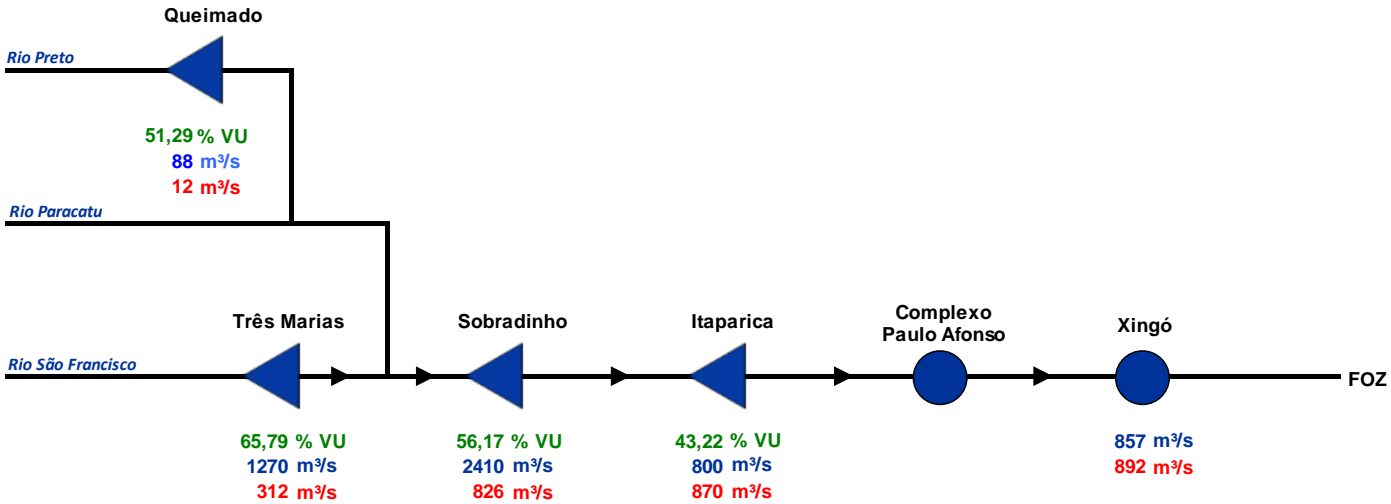 Queimado
Rio Preto
51,29 % VU
88 m³/s
12 m³/s
Rio Paracatu
Três Marias
Sobradinho
Itaparica
Complexo
Paulo Afonso
Xingó
Rio São Francisco
FOZ
65,79 % VU
1270 m³/s
312 m³/s
56,17 % VU
2410 m³/s
826 m³/s
43,22 % VU
800 m³/s
870 m³/s
857 m³/s
892 m³/s